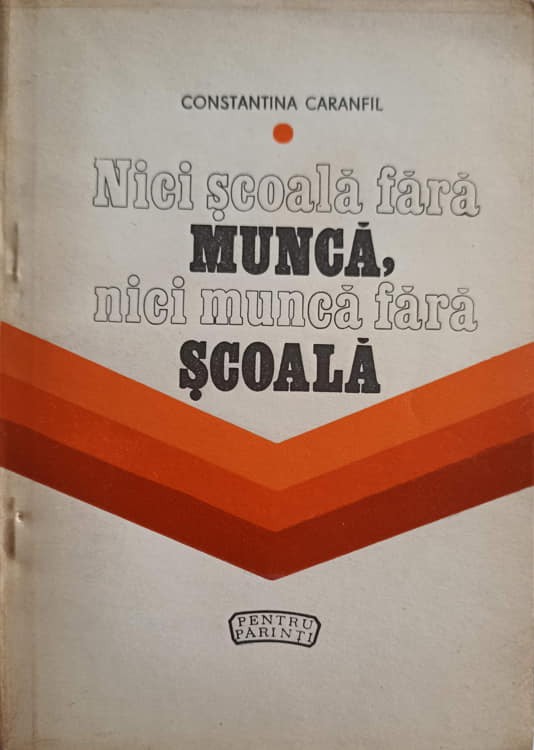 CONSTANTINA CARANFIL
Nici școală fără
MUNCĂ,
nici muncă fără
ȘCOALĂ
PENTRU
PĂRINȚI